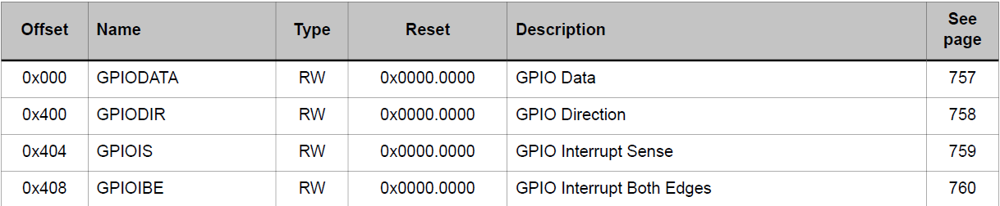 Offset Name Type Reset Description See page
0x000 GPIODATA RW 0x0000.0000 GPIO Data 757
0x400 GPIODIR RW 0x0000.0000 GPIO Direction 758
0x404 GPIOIS RW 0x0000.0000 GPIO Interrupt Sense 759
0x408 GPIOIBE RW 0x0000.0000 GPIO Interrupt Both Edges 760